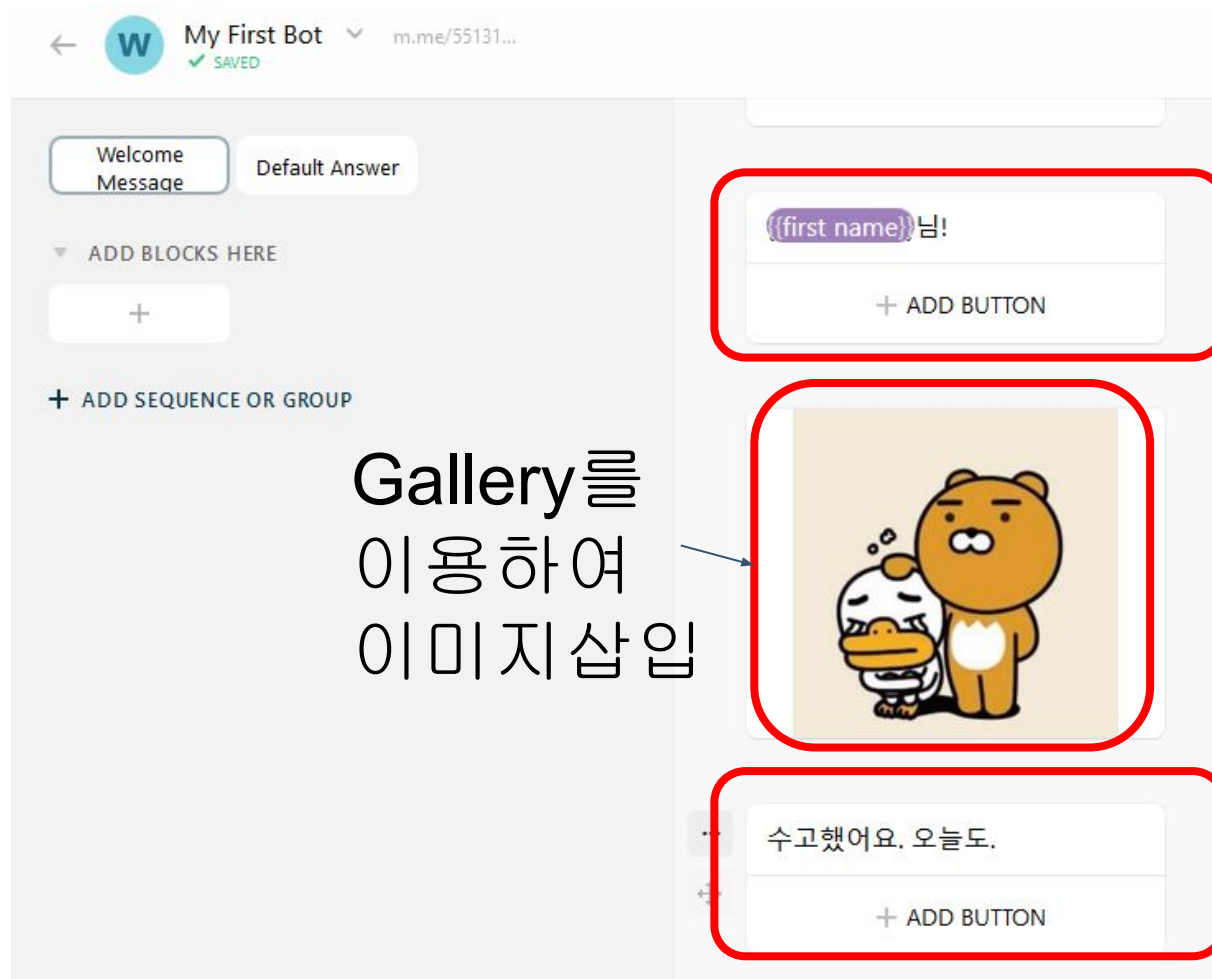 W
My First Bot
m.me/55131...
✓ SAVED
Welcome
Message
Default Answer
ADD BLOCKS HERE
+
+ ADD SEQUENCE OR GROUP
Gallery를
이용하여
이미지삽입
{{first name}}님!
+ ADD BUTTON
수고했어요. 오늘도.
+ ADD BUTTON